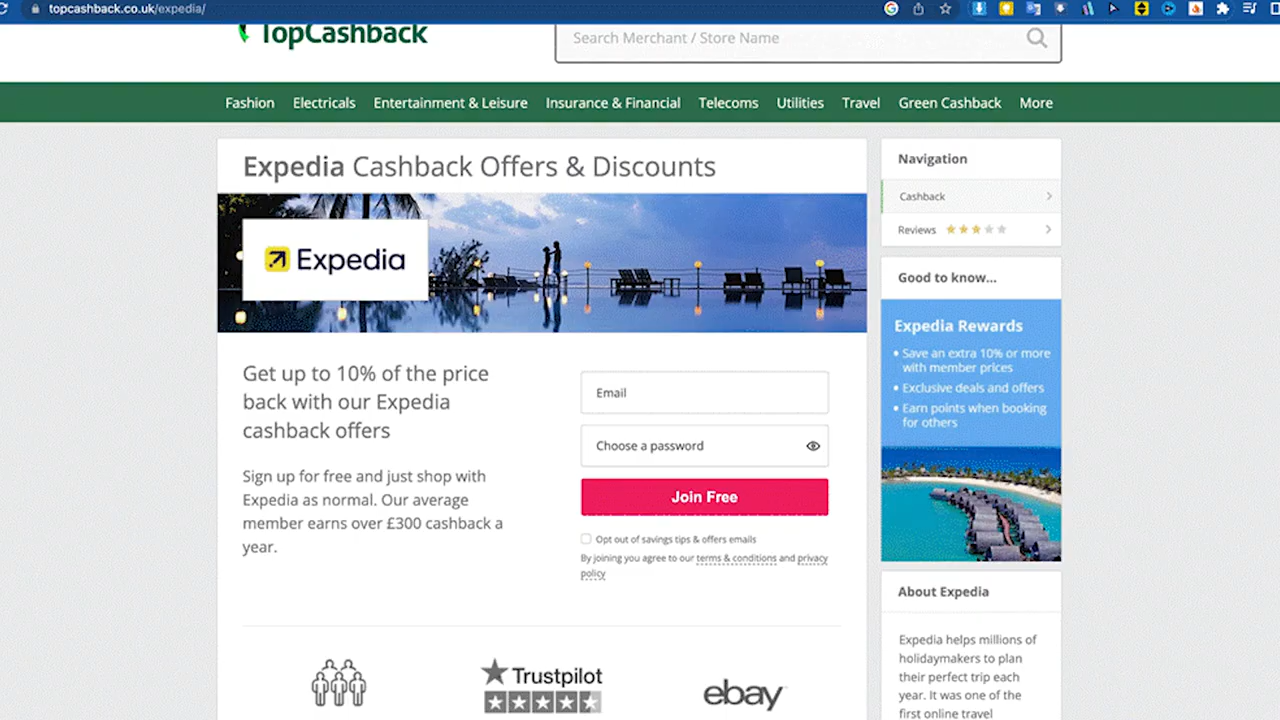 topcashback.co.uk/expedia/
TopCashback
Search Merchant / Store Name
Fashion Electricals Entertainment & Leisure Insurance & Financial Telecoms Utilities Travel Green Cashback More
Expedia Cashback Offers & Discounts
Expedia
Get up to 10% of the price
back with our Expedia
cashback offers
Sign up for free and just shop with
Expedia as normal. Our average
member earns over £300 cashback a
year.
Email
Choose a password
Join Free
Opt out of savings tips & offers emails
By joining you agree to our terms & conditions and privacy
policy
Trustpilot
ebay
Navigation
Cashback
Reviews
Good to know...
Expedia Rewards
• Save an extra 10% or more
with member prices
• Exclusive deals and offers
• Earn points when booking
for others
About Expedia
Expedia helps millions of
holidaymakers to plan
their perfect trip each
year. It was one of the
first online travel